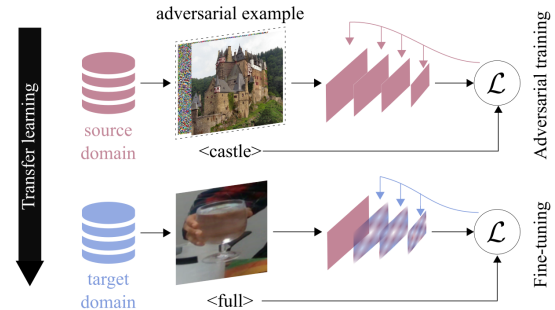 adversarial example
Transfer learning
source
domain
<castle>
ℒ
Adversarial training
target
domain
<full>
ℒ
Fine-tuning